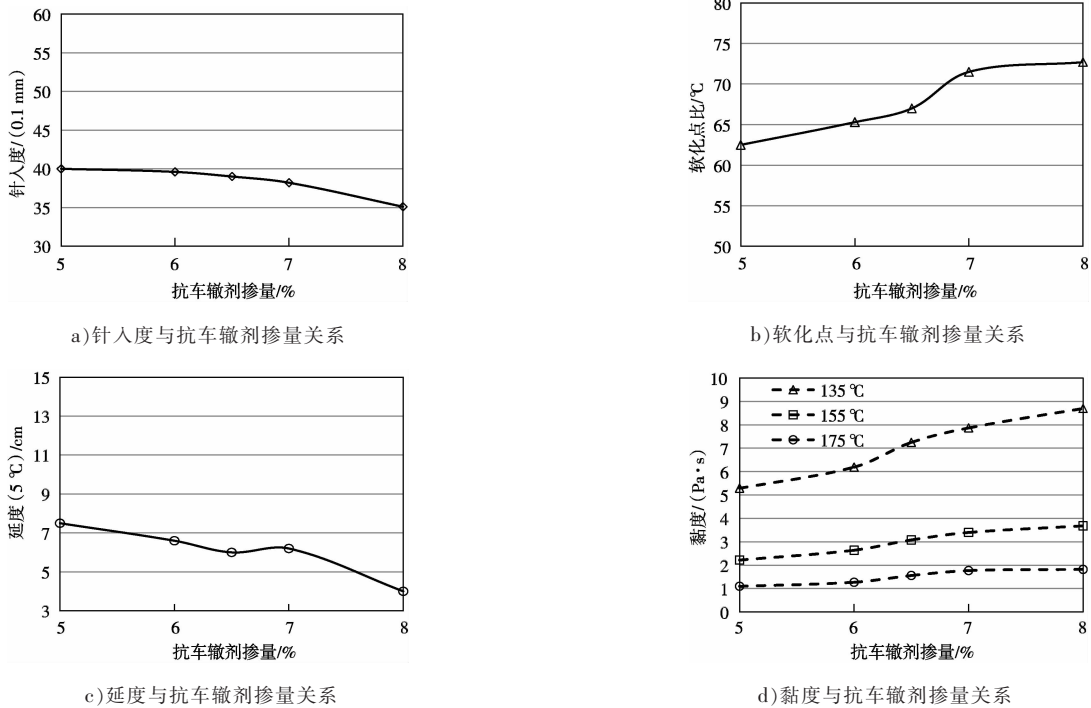 60
55
50
45
40
35
30
针入度/(0.1 mm)
5 6 7 8
抗车辙剂掺量/%
a)针入度与抗车辙剂掺量关系
80
75
70
65
60
55
50
软化点比/℃
5 6 7 8
抗车辙剂掺量/%
b)软化点与抗车辙剂掺量关系
15
13
11
9
7
5
3
延度(5 ℃)/cm
5 6 7 8
抗车辙剂掺量/%
c)延度与抗车辙剂掺量关系
10
9
8
7
6
5
4
3
2
1
0
黏度/(Pa·s)
135 ℃
155 ℃
175 ℃
5 6 7 8
抗车辙剂掺量/%
d)黏度与抗车辙剂掺量关系